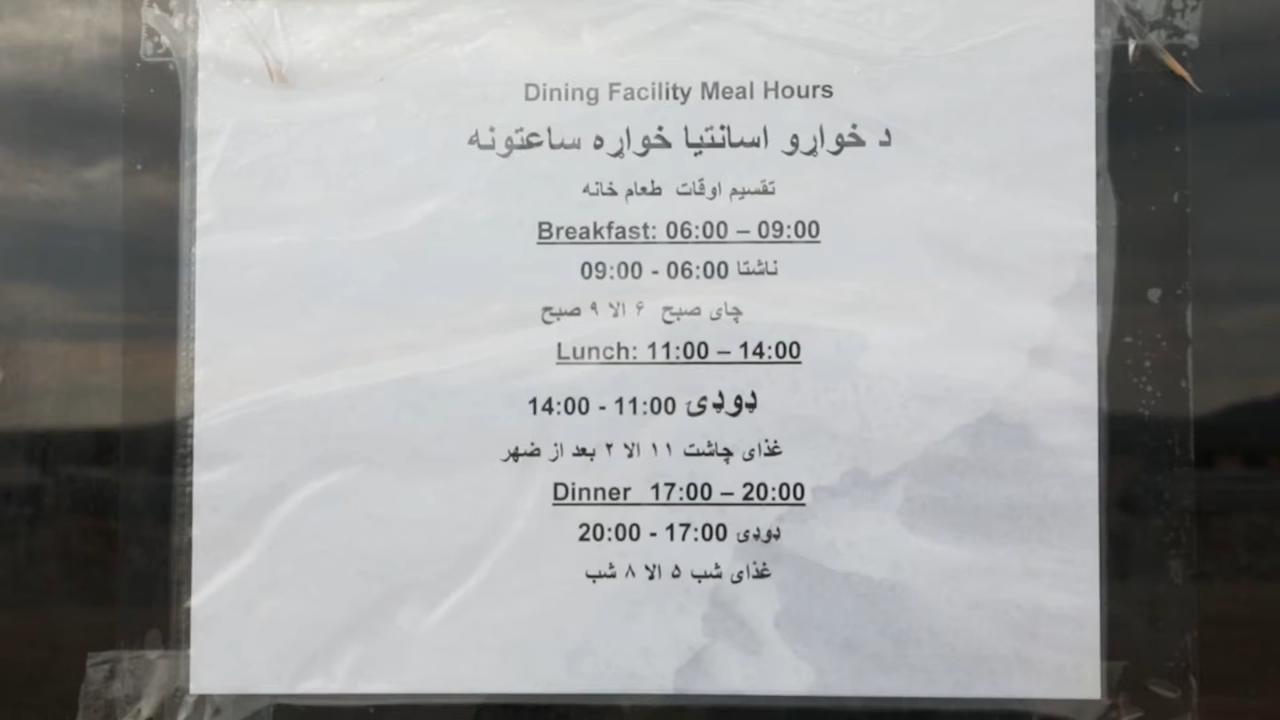 Dining Facility Meal Hours
د خواړو اسانتیا خواړه ساعتونه
تقسیم اوقات طعام خانه
Breakfast: 06:00 – 09:00
ناشتا 06:00 - 09:00
چای صبح ۶ الا ۹ صبح
Lunch: 11:00 – 14:00
ډوډۍ 11:00 - 14:00
غذای چاشت ۱۱ الا ۲ بعد از ضهر
Dinner 17:00 – 20:00
ډوډی 17:00 - 20:00
غذای شب ۵ الا ۸ شب